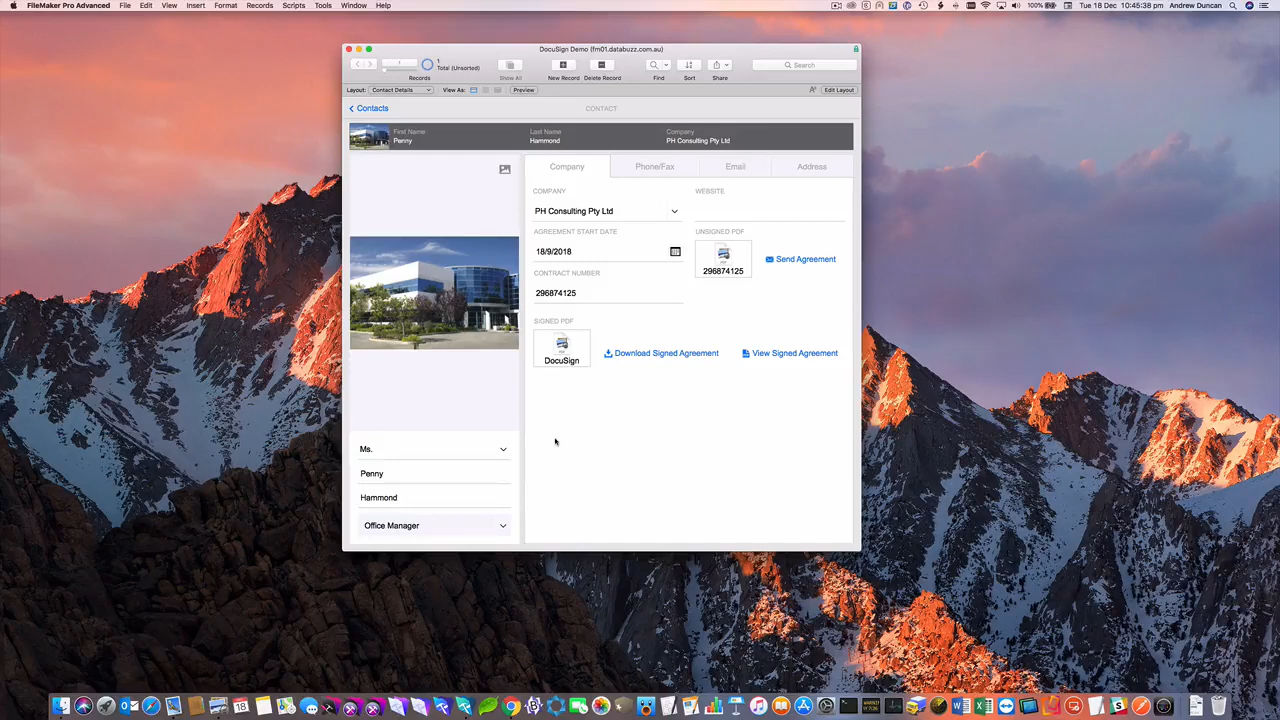 FileMaker Pro Advanced File Edit View Insert Format Records Scripts Tools Window Help 100% Tue 18 Dec 10:45:38 pm Andrew Duncan
DocuSign Demo (fm01.databuzz.com.au)
1 1 Total (Unsorted) Search
Records Show All New Record Delete Record Find Sort Share
Layout: Contact Details View As: Preview Edit Layout
Contacts CONTACT
First Name Last Name Company
Penny Hammond PH Consulting Pty Ltd
Company Phone/Fax Email Address
COMPANY WEBSITE
PH Consulting Pty Ltd
AGREEMENT START DATE UNSIGNED PDF
18/9/2018 Send Agreement
296874125
CONTRACT NUMBER
296874125
SIGNED PDF
Download Signed Agreement View Signed Agreement
DocuSign
Ms.
Penny
Hammond
Office Manager